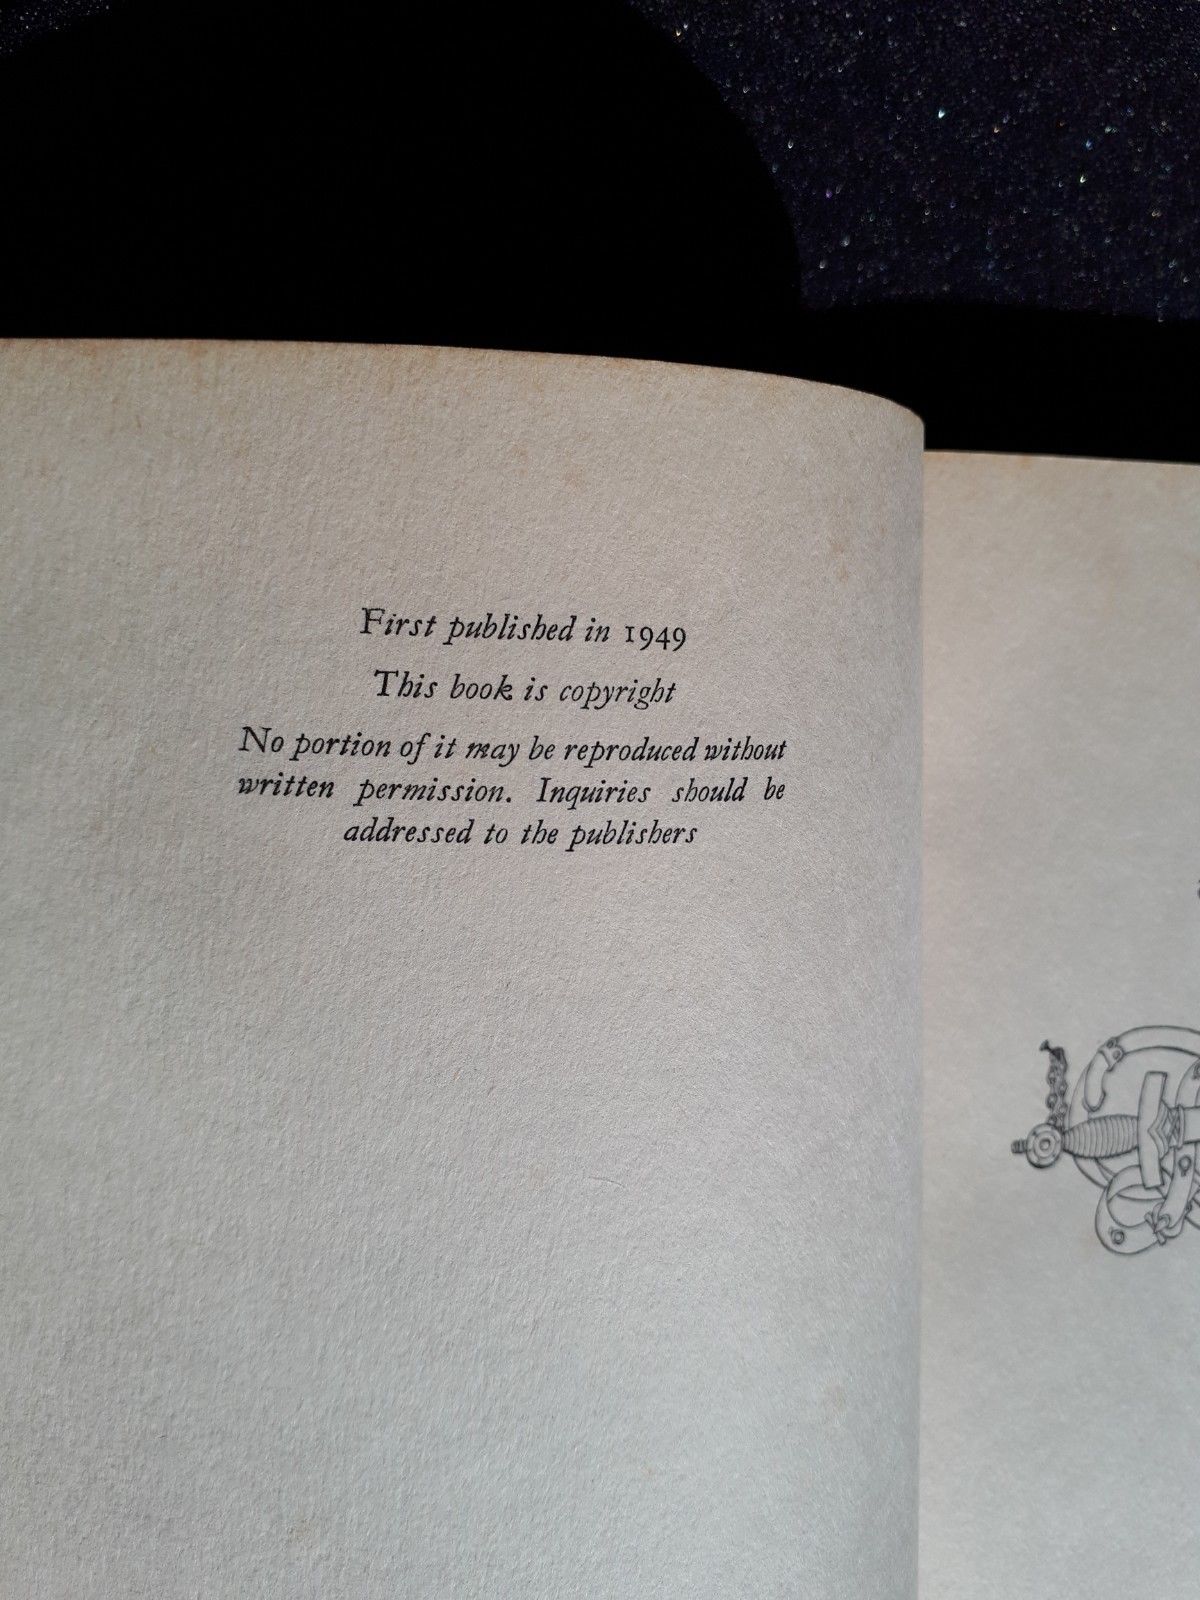 First published in 1949
This book is copyright
No portion of it may be reproduced without
written permission. Inquiries should be
addressed to the publishers